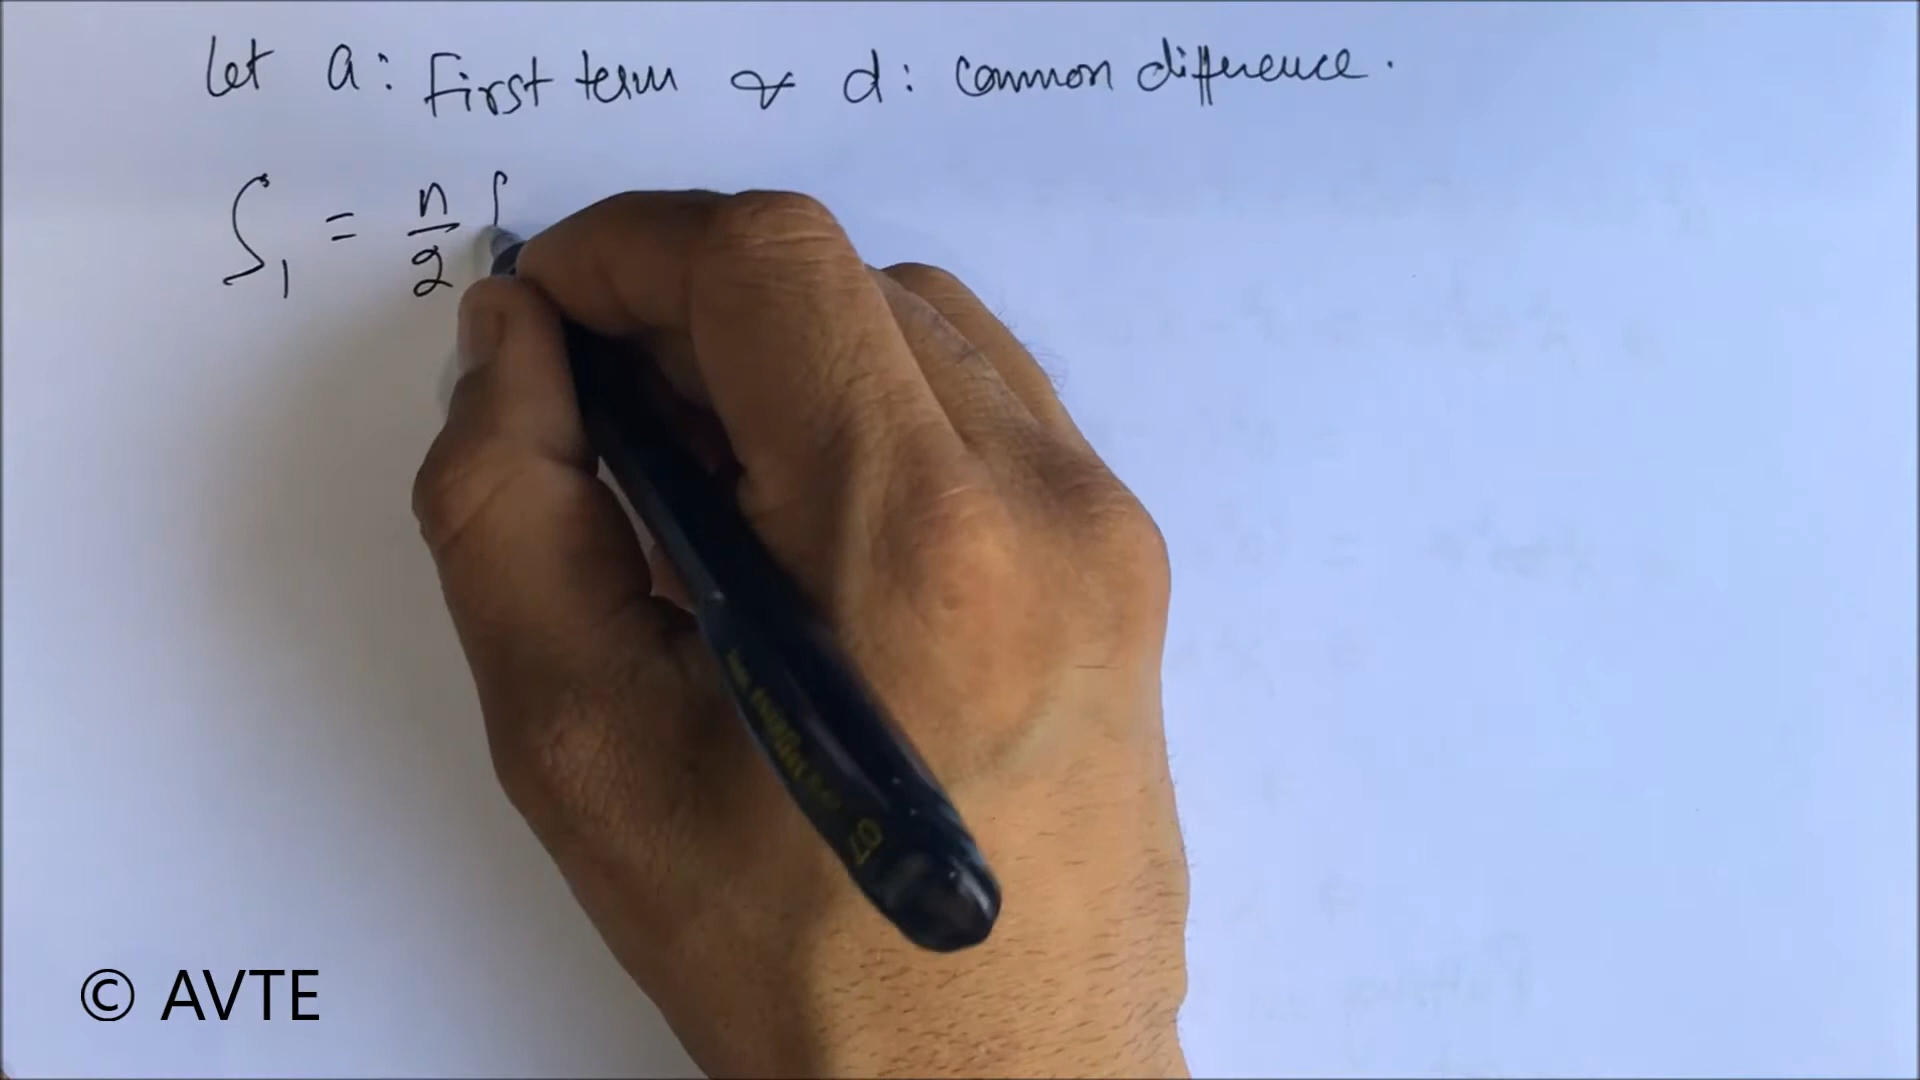 Let a: First term & d: Common difference.
S₁ = n/2 [
© AVTE